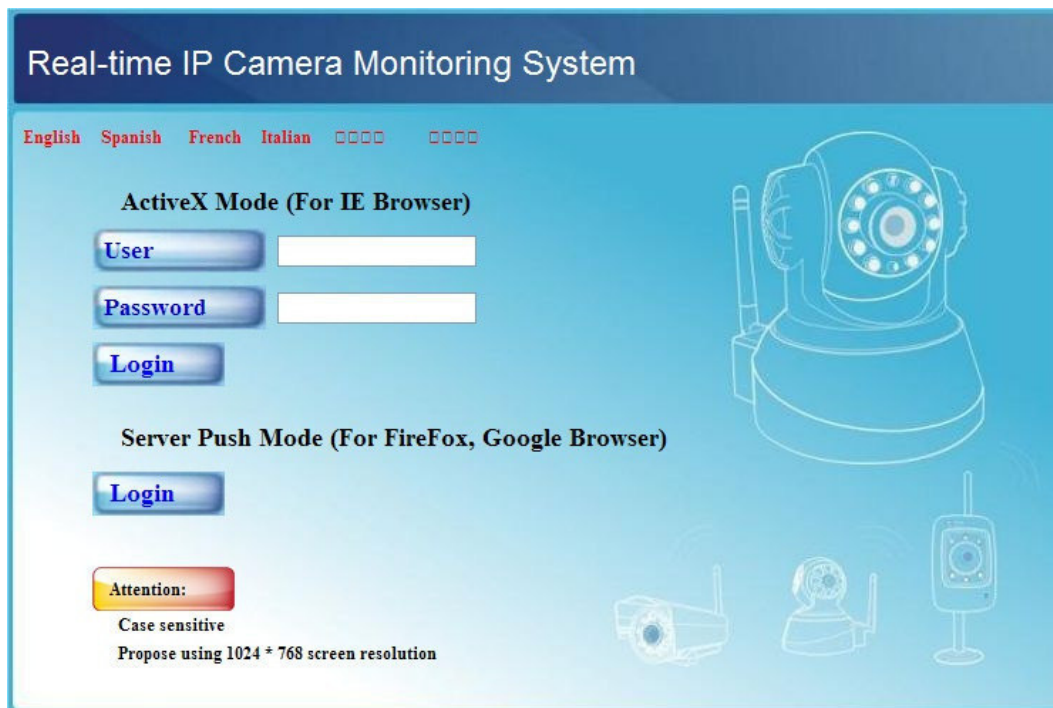 Real-time IP Camera Monitoring System
English Spanish French Italian
ActiveX Mode (For IE Browser)
User
Password
Login
Server Push Mode (For FireFox, Google Browser)
Login
Attention:
Case sensitive
Propose using 1024 * 768 screen resolution